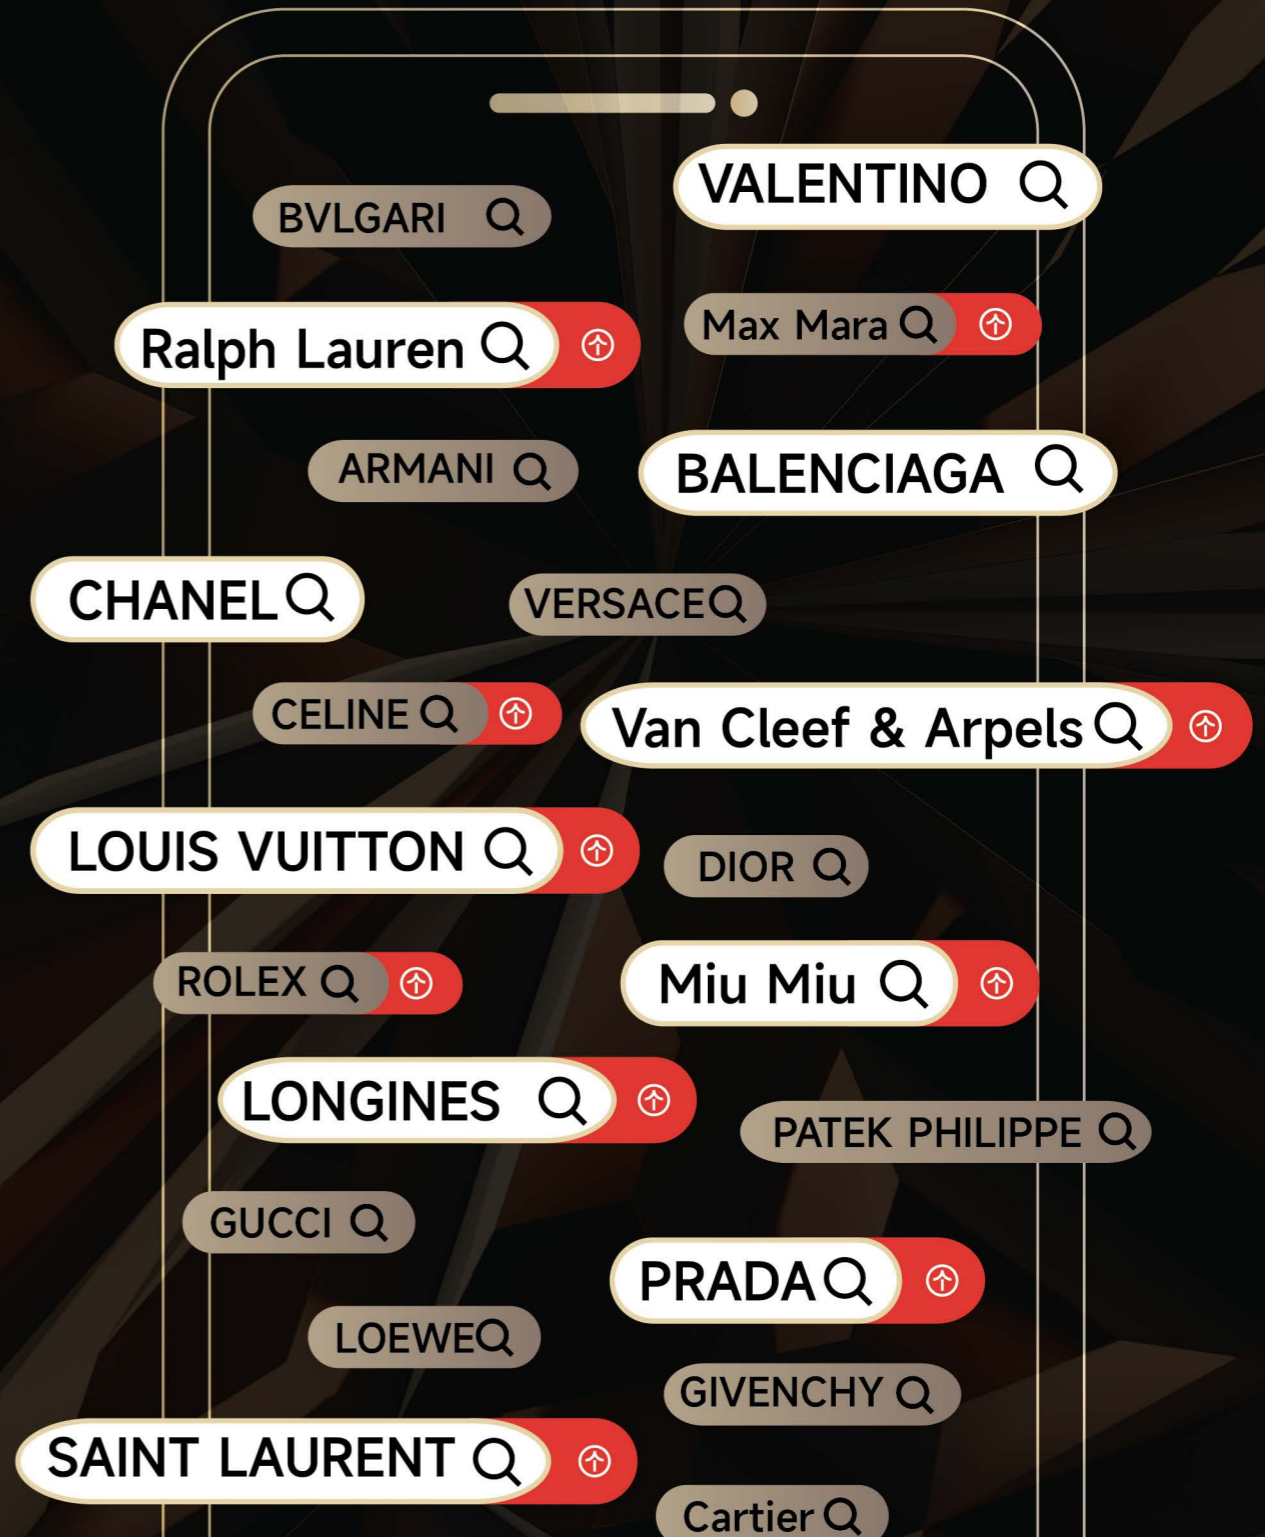 VALENTINO
BVLGARI
Ralph Lauren
Max Mara
ARMANI
BALENCIAGA
CHANEL
VERSACE
CELINE
Van Cleef & Arpels
LOUIS VUITTON
DIOR
ROLEX
Miu Miu
LONGINES
PATEK PHILIPPE
GUCCI
PRADA
LOEWE
GIVENCHY
SAINT LAURENT
Cartier